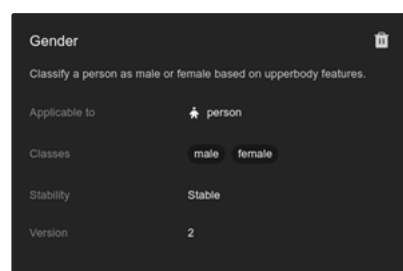 Gender
Classify a person as male or female based on upperbody features.
Applicable to person
Classes male female
Stability Stable
Version 2